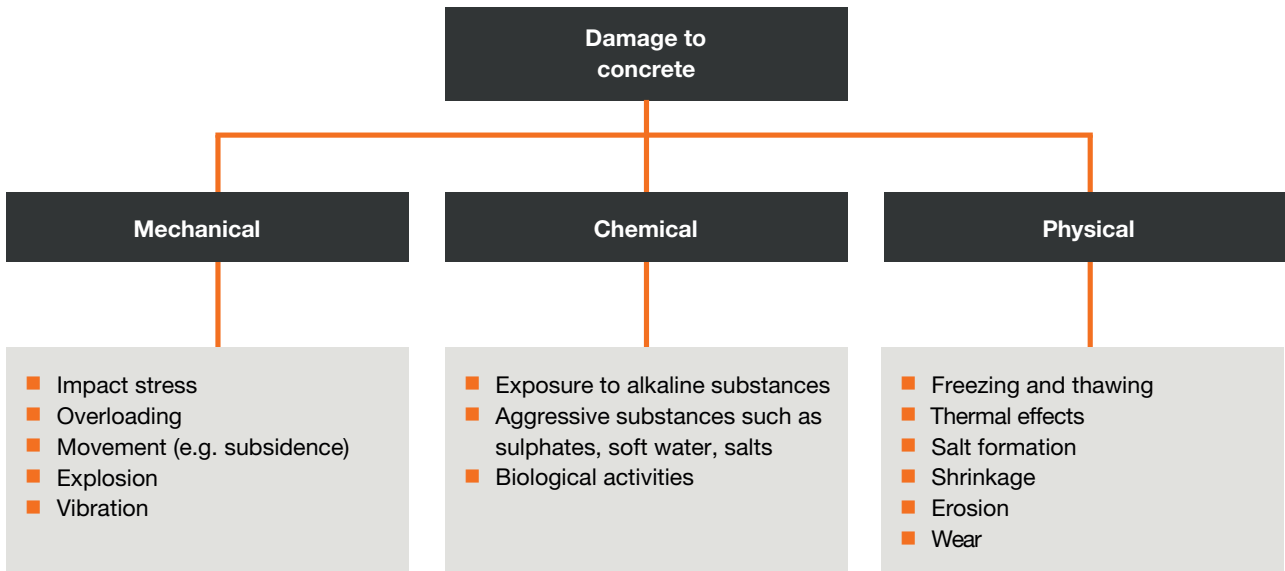 Damage to
concrete
Mechanical
Chemical
Physical
Impact stress
Overloading
Movement (e.g. subsidence)
Explosion
Vibration
Exposure to alkaline substances
Aggressive substances such as
sulphates, soft water, salts
Biological activities
Freezing and thawing
Thermal effects
Salt formation
Shrinkage
Erosion
Wear